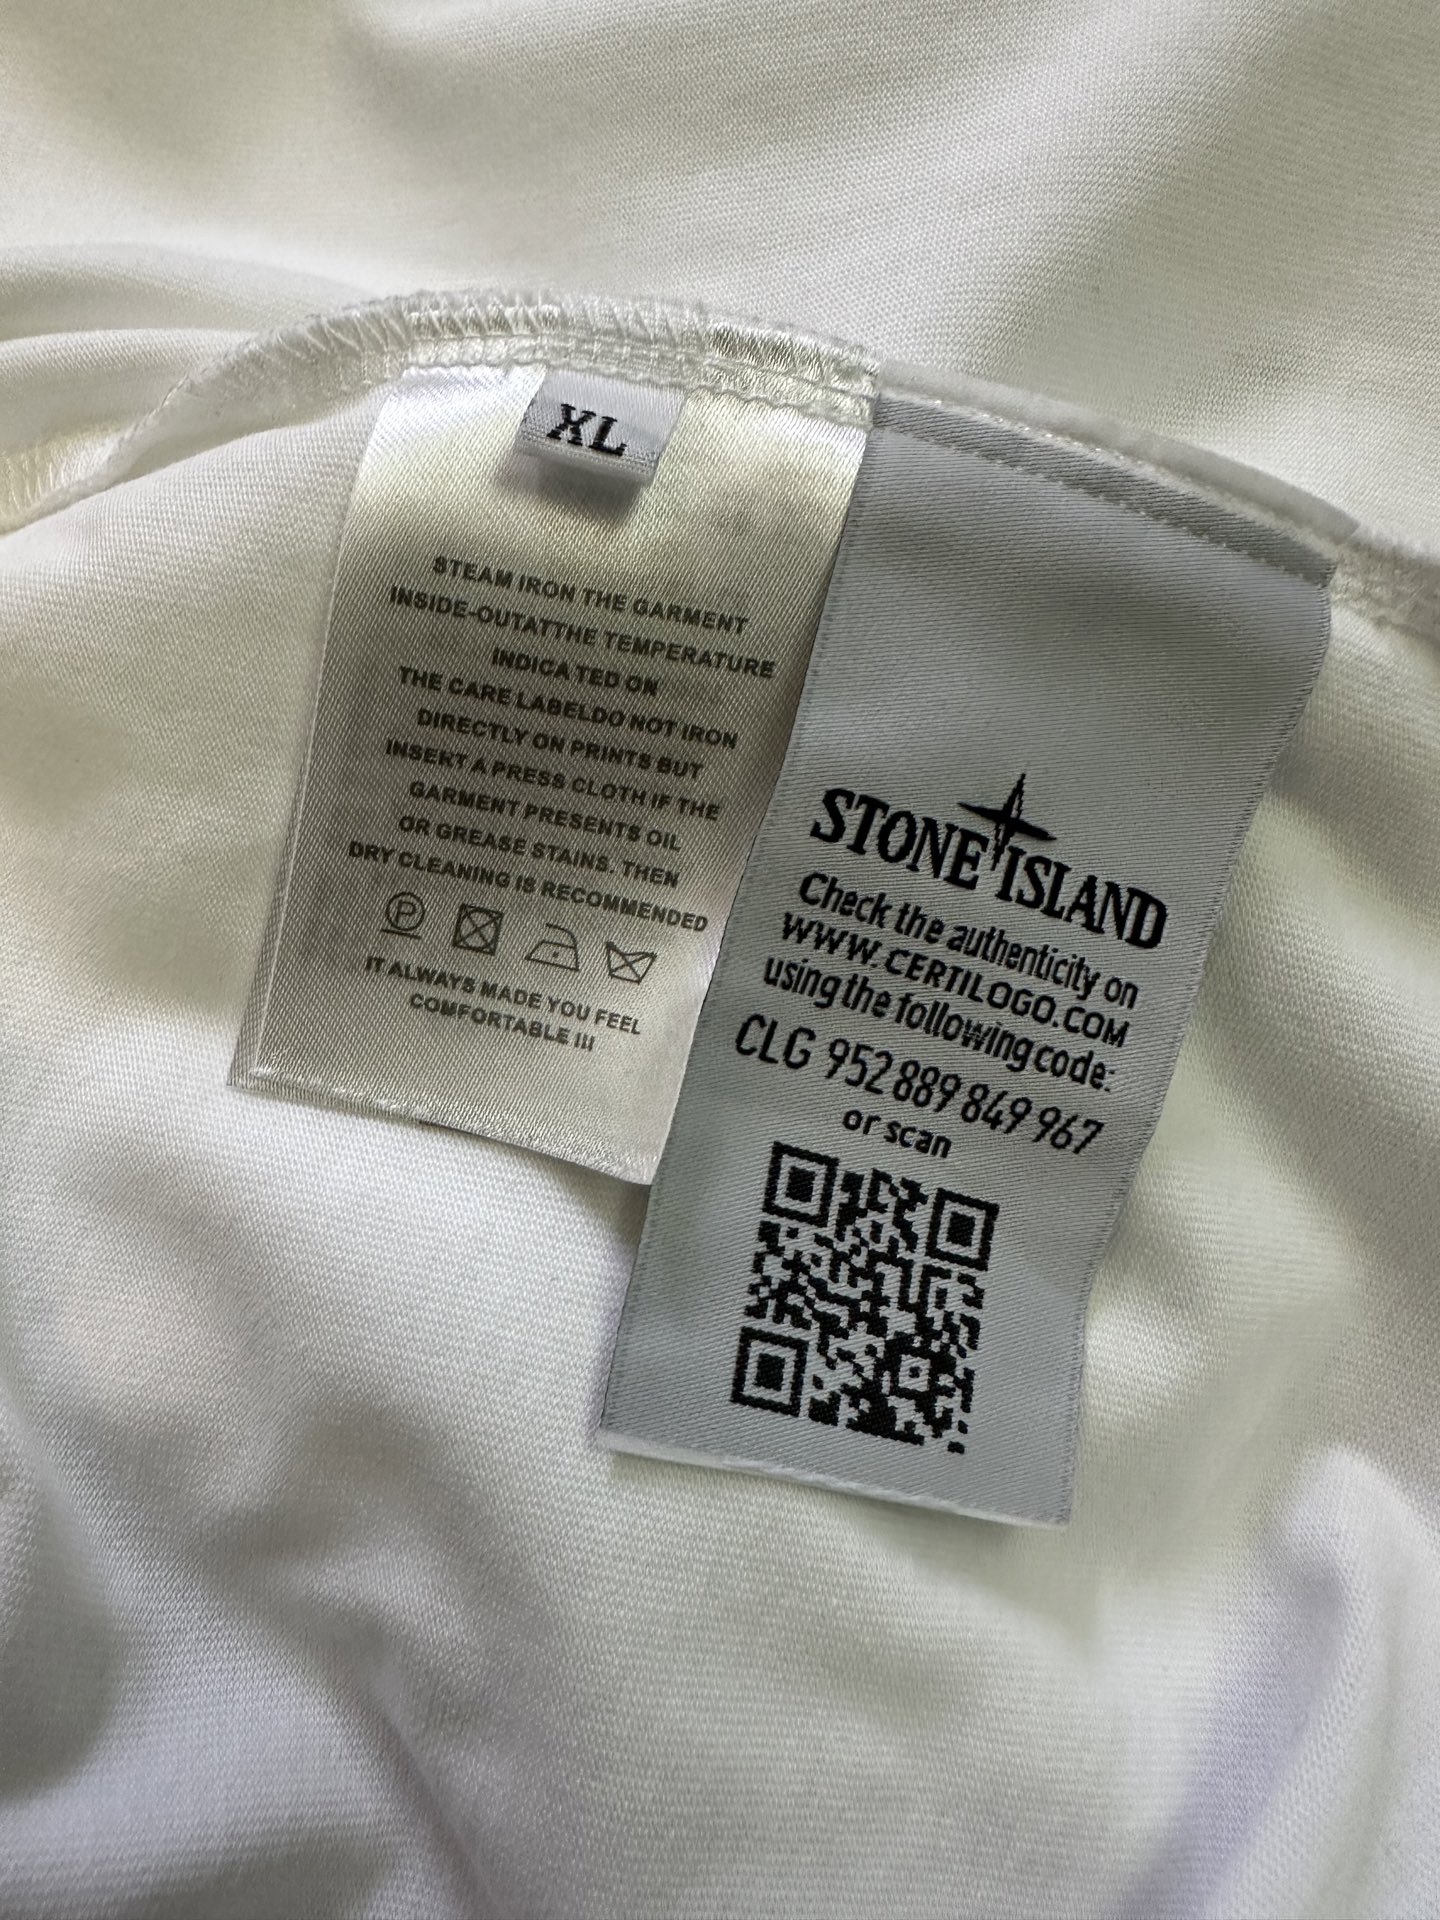 XL
STEAM IRON THE GARMENT
INSIDE-OUTATTHE TEMPERATURE
INDICA TED ON
THE CARE LABELDO NOT IRON
DIRECTLY ON PRINTS BUT
INSERT A PRESS CLOTH IF THE
GARMENT PRESENTS OIL
OR GREASE STAINS. THEN
DRY CLEANING IS RECOMMENDED
P
IT ALWAYS MADE YOU FEEL
COMFORTABLE !!!
STONE ISLAND
Check the authenticity on
WWW.CERTILOGO.COM
using the following code:
CLG 952 889 849 967
or scan